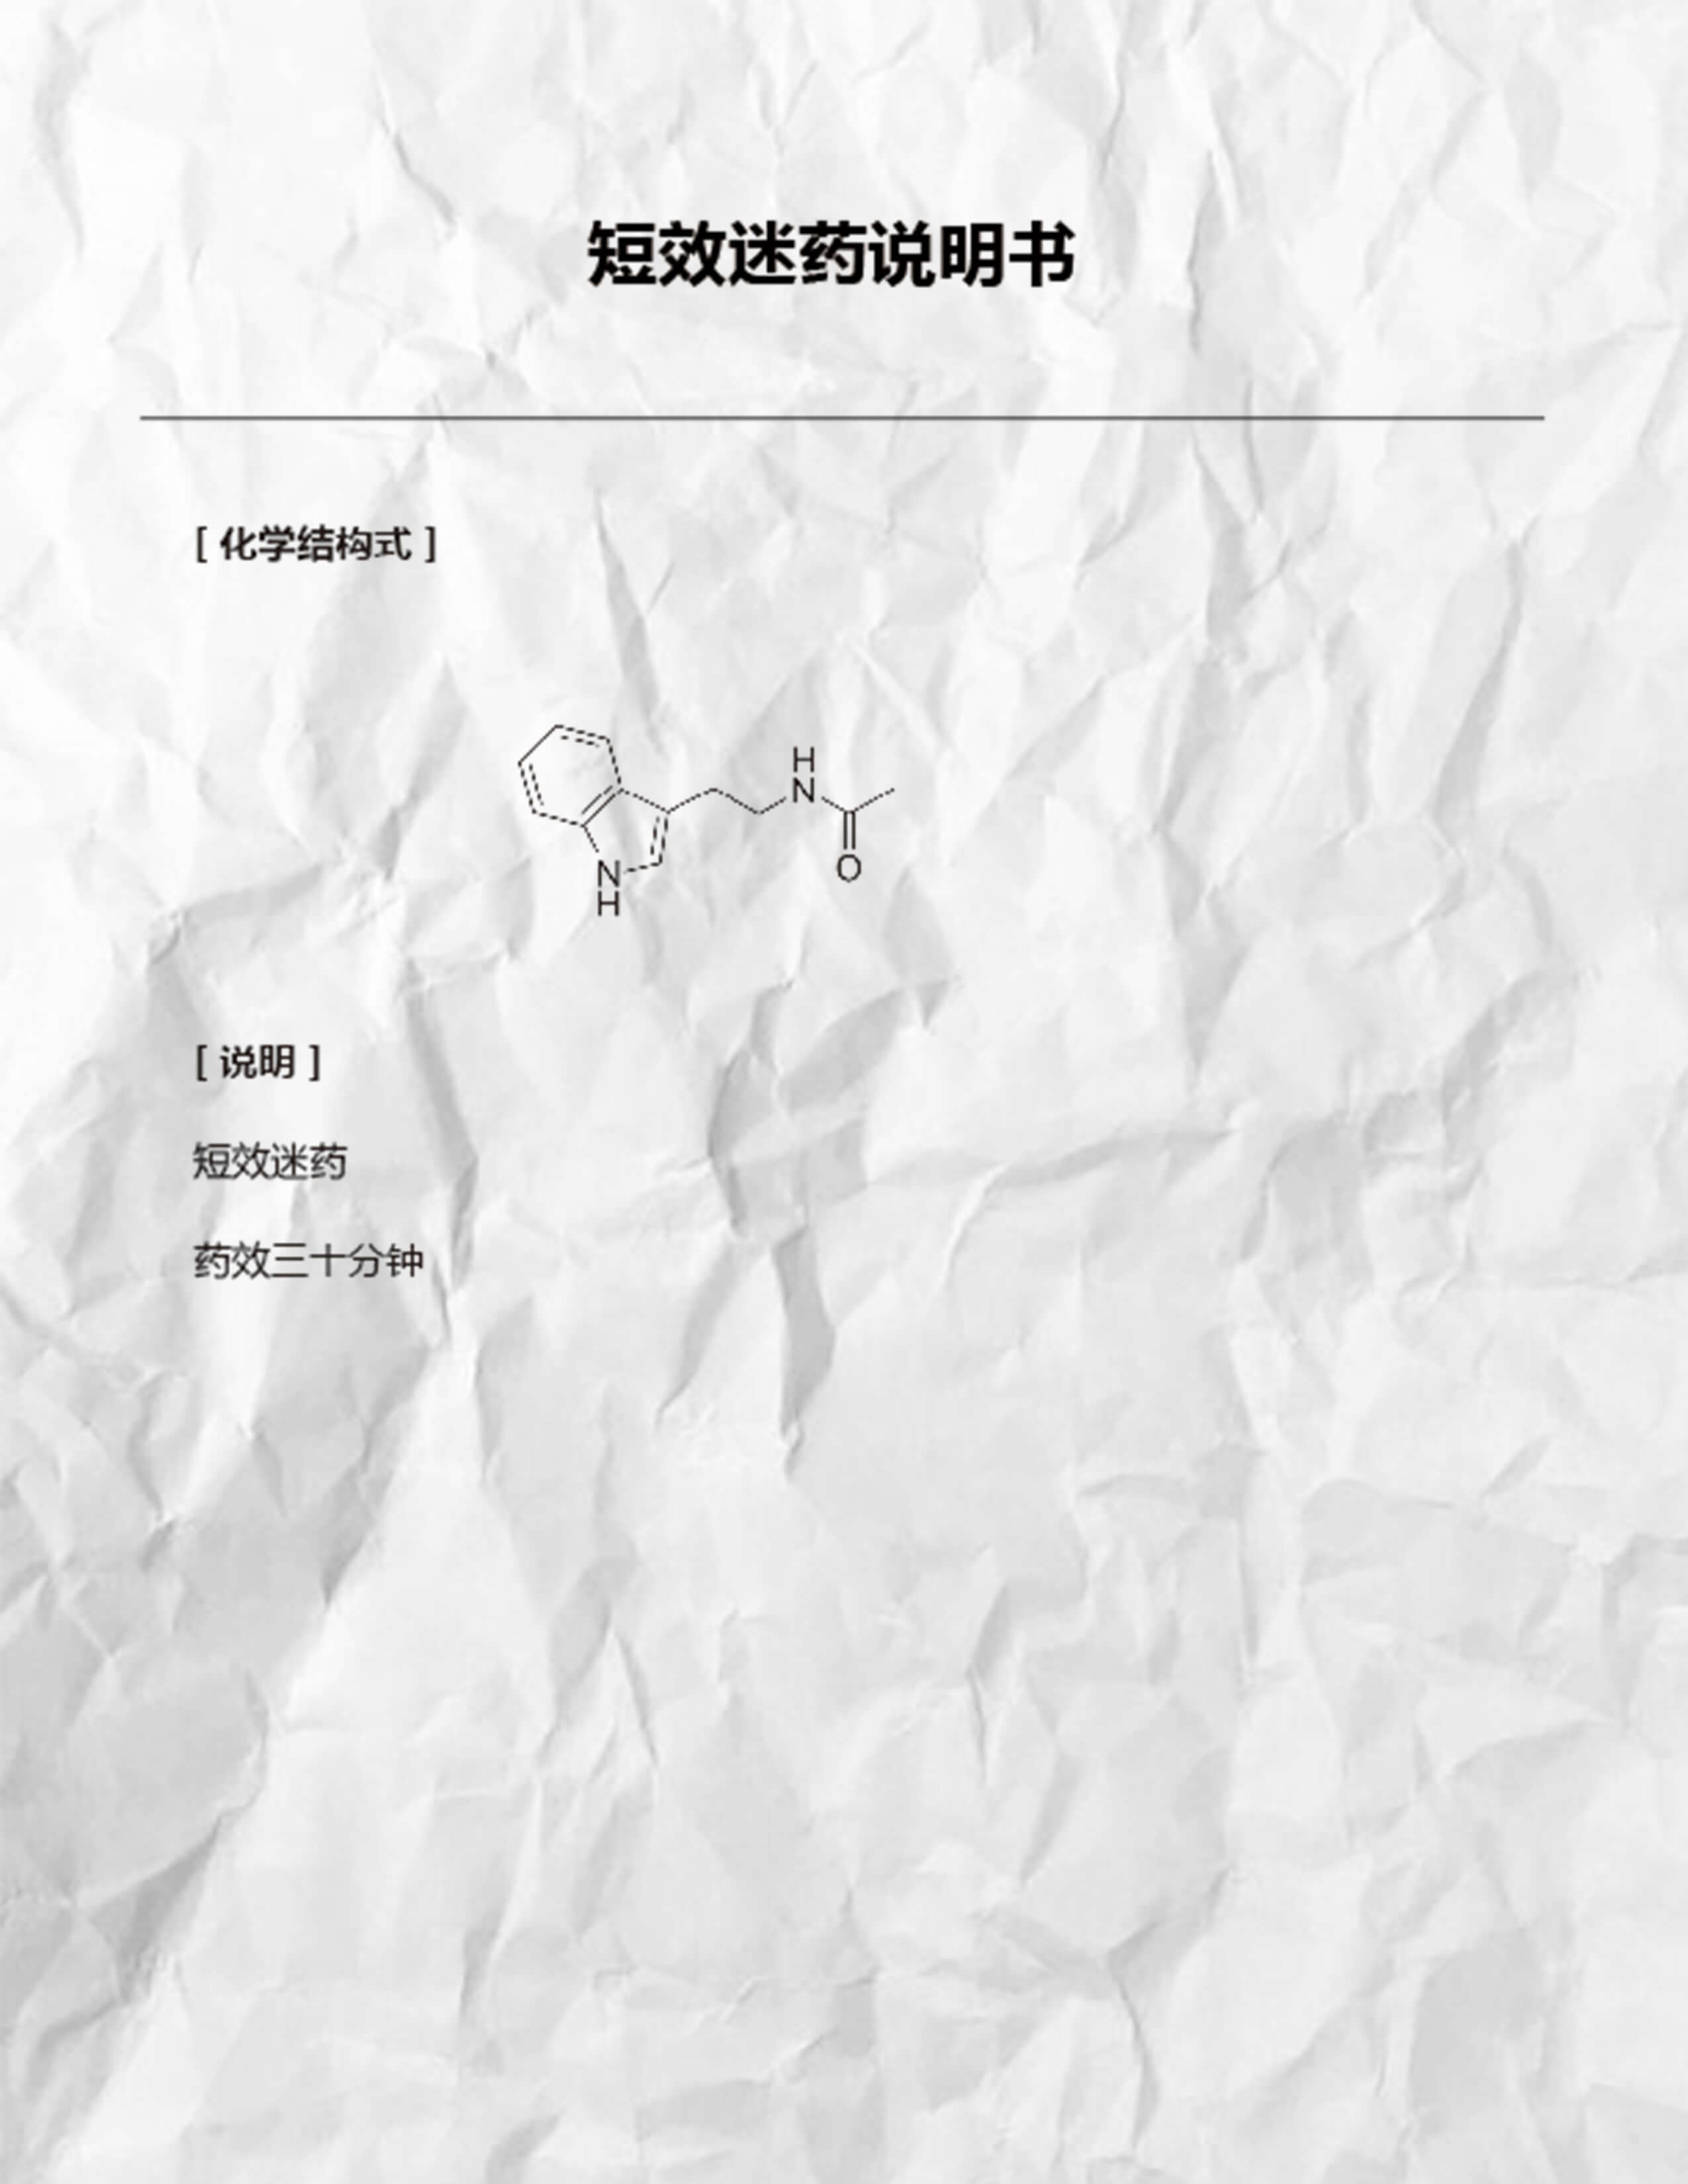 短效迷药说明书
[ 化学结构式 ]
H
N
O
N
H
[ 说明 ]
短效迷药
药效三十分钟